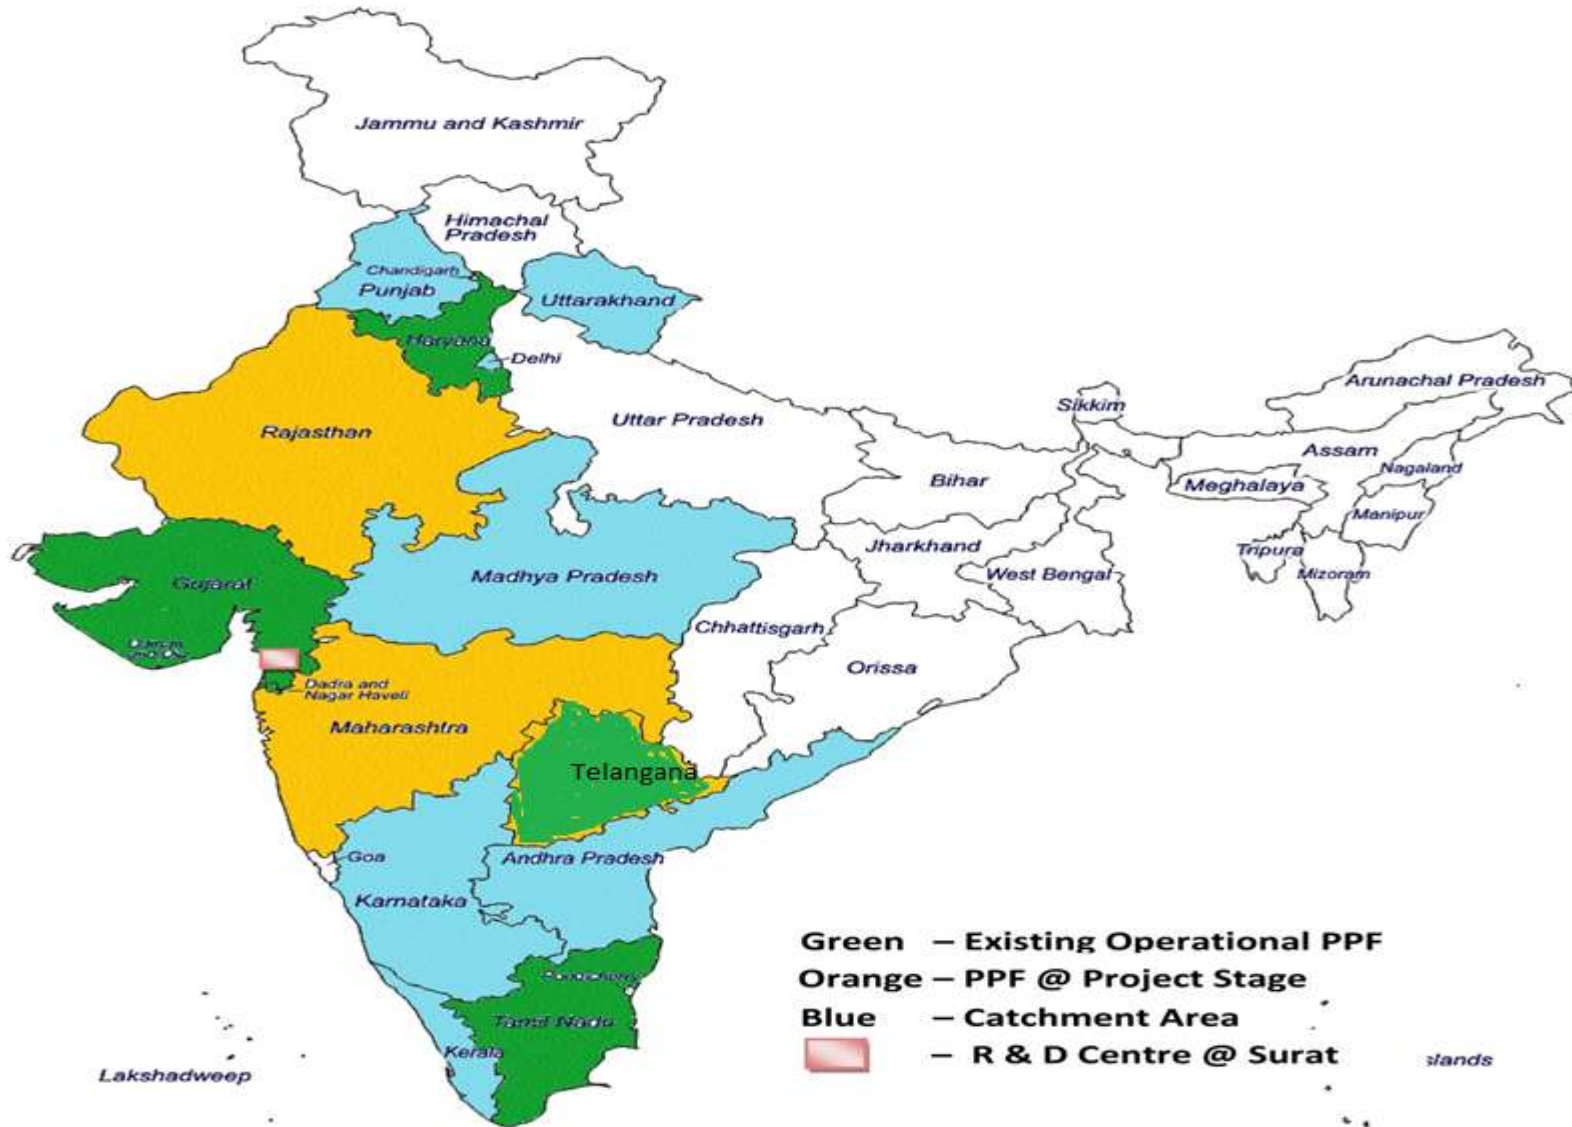 Jammu and Kashmir
Himachal
Pradesh
Chandigarh
Punjab
Uttarakhand
Haryana
Delhi
Arunachal Pradesh
Sikkim
Uttar Pradesh
Rajasthan
Assam
Nagaland
Bihar
Meghalaya
Manipur
Jharkhand
Tripura
West Bengal
Mizoram
Gujarat
Madhya Pradesh
Chhattisgarh
Orissa
Dadra and
Nagar Haveli
Maharashtra
Telangana
Goa
Andhra Pradesh
Karnataka
Pondicherry
Tamil Nadu
Kerala
Lakshadweep
Green – Existing Operational PPF
Orange – PPF @ Project Stage
Blue – Catchment Area
– R & D Centre @ Surat
slands